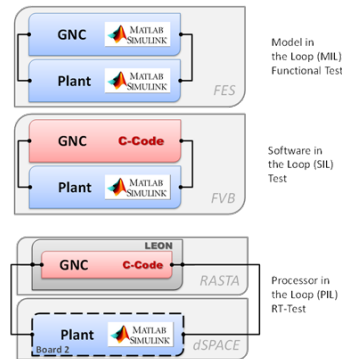 GNC MATLAB
SIMULINK
Plant MATLAB
SIMULINK
FES
Model in
the Loop (MIL)
Functional Test
GNC C-Code
Plant MATLAB
SIMULINK
FVB
Software in
the Loop (SIL)
Test
LEON
GNC C-Code
RASTA
Plant MATLAB
SIMULINK
Board 2
dSPACE
Processor in
the Loop (PIL)
RT-Test